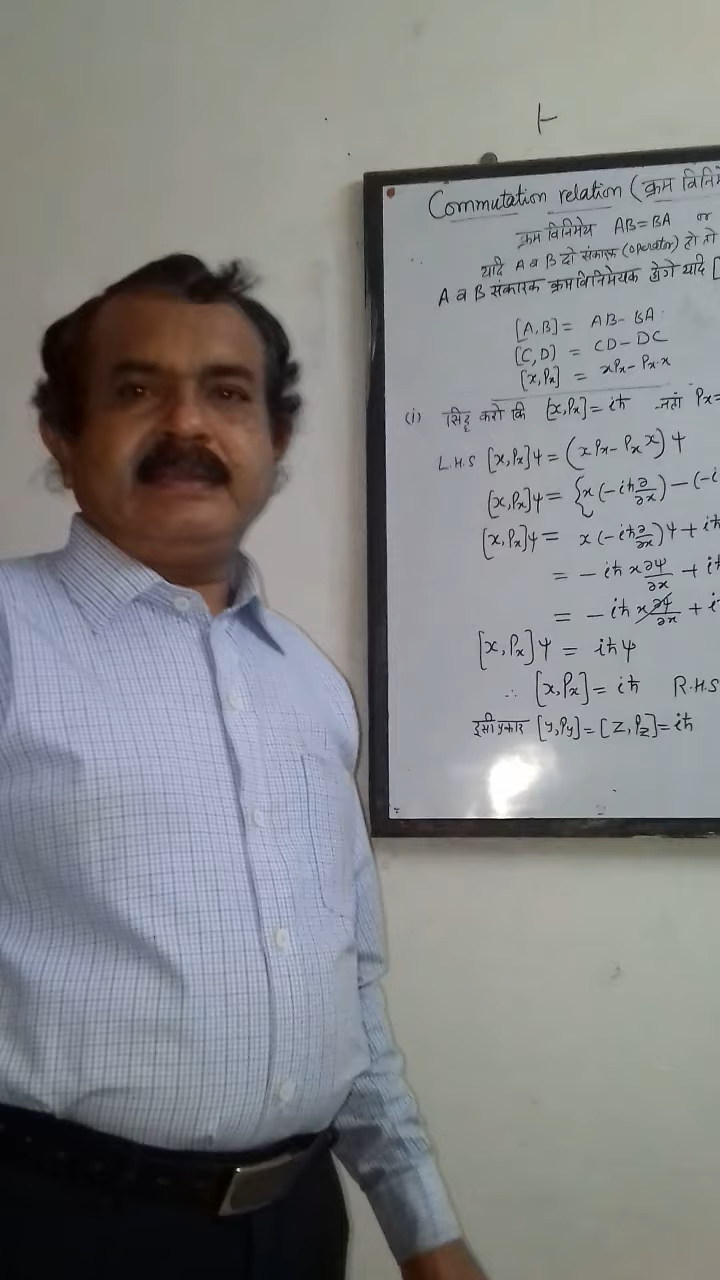 Commutation relation (क्रम विनिमे
क्रम विनिमेय AB=BA or
यदि A व B दो संकारक (operator) हो तो
A व B संकारक क्रमविनिमेयक होंगे यदि [
[A,B] = AB-BA
[C,D) = CD-DC
[x,Px] = xPx-Px.x
(i) सिद्ध करो कि [x,Px]=iħ जहां Px=
L.H.S [x,Px]ψ = (xPx-Pxx)ψ
[x,Px]ψ = {x(-iħ∂/∂x)-(-i
[x,Px]ψ = x(-iħ∂/∂x)ψ+iħ
= -iħ x∂ψ/∂x + iħ
= -iħ x∂ψ/∂x + i
[x,Px]ψ = iħψ
∴ [x,Px]=iħ R.H.S
इसी प्रकार [y,Py]=[Z,Pz]=iħ